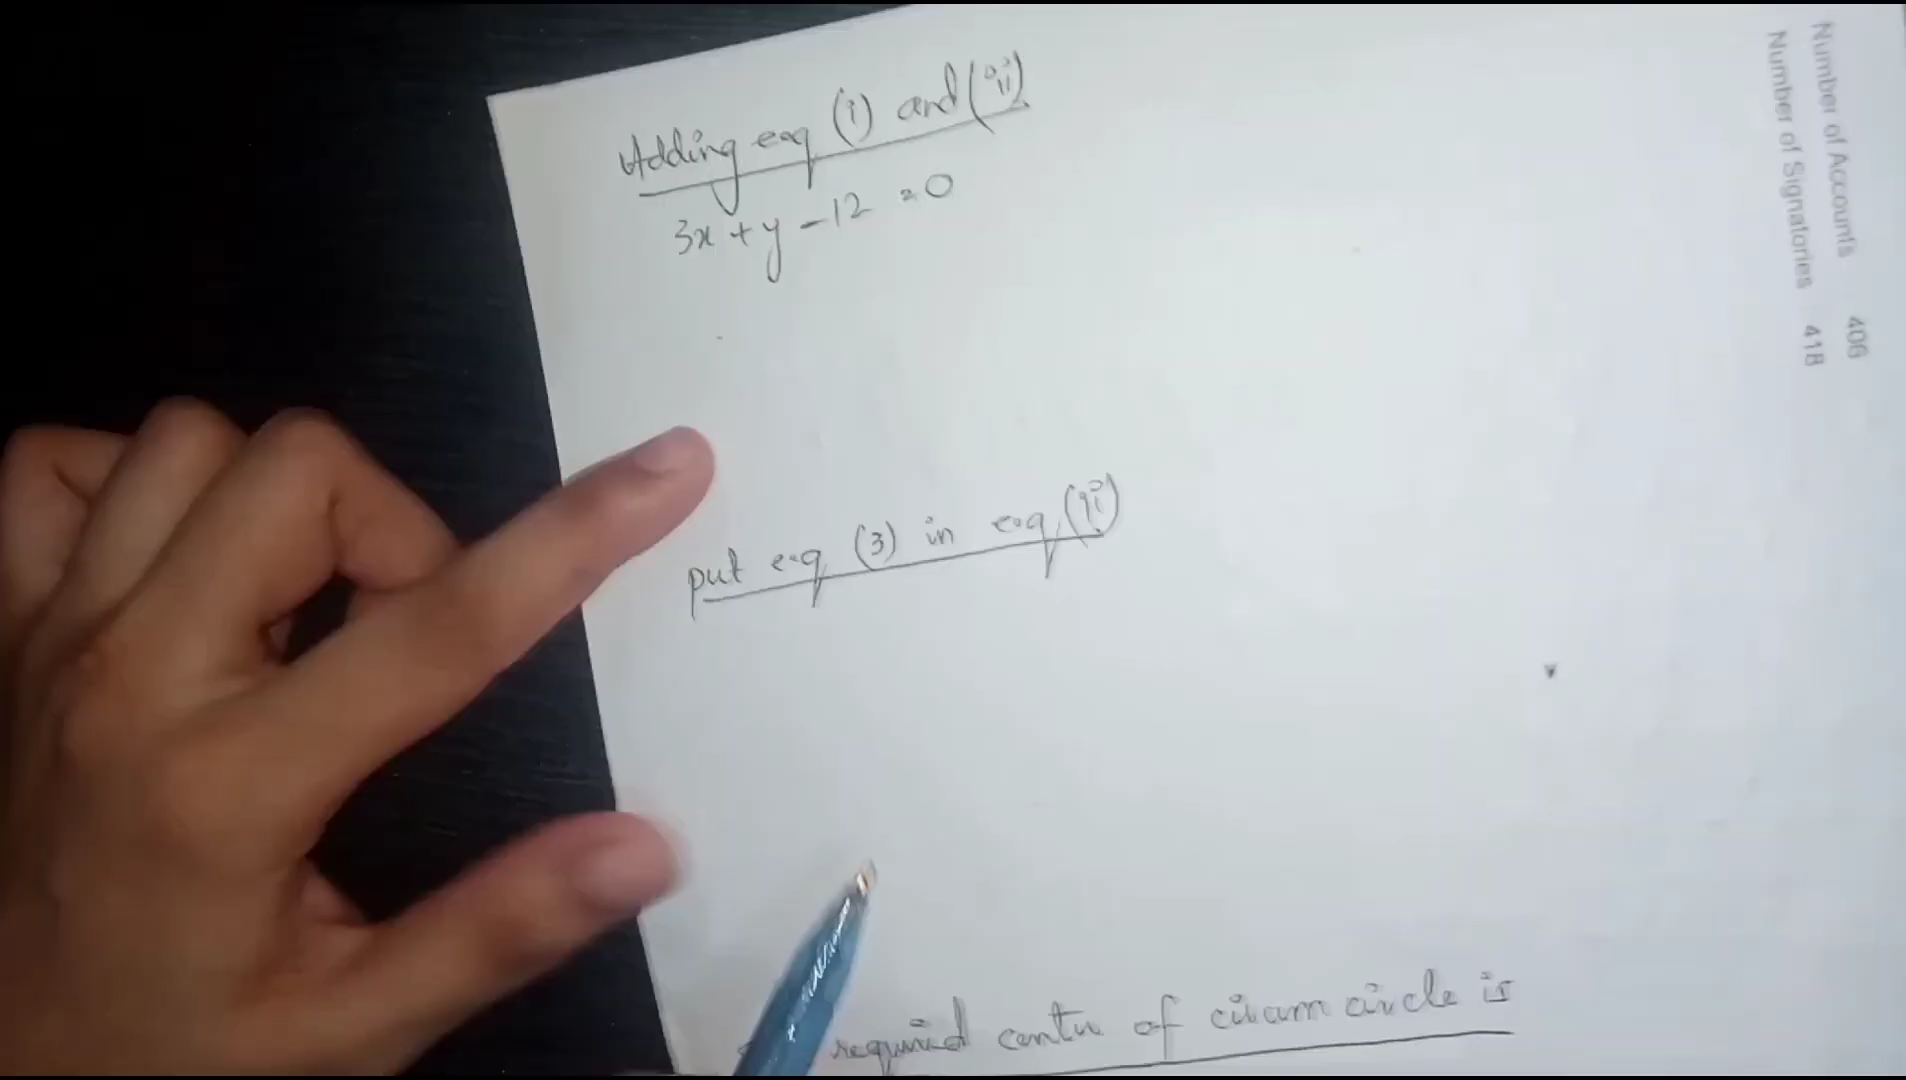 Adding eq (i) and (ii)
3x + y - 12 = 0
put eq (3) in eq (ii)
required centre of circum circle is
Number of Accounts 406
Number of Signatories 418